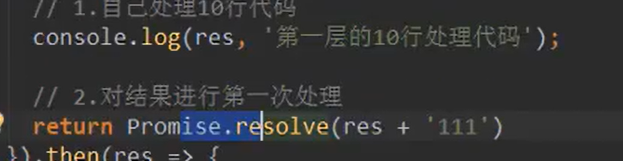 // 1.自己处理10行代码
console.log(res, '第一层的10行处理代码');
// 2.对结果进行第一次处理
return Promise.resolve(res + '111')
}).then(res => {